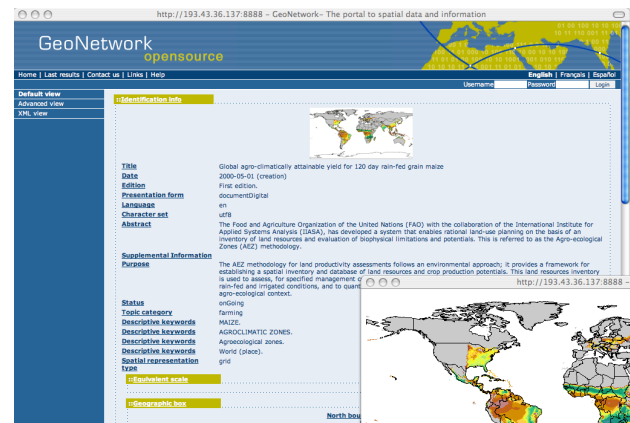 http://193.43.36.137:8888 – GeoNetwork– The portal to spatial data and information
GeoNetwork
opensource
Home | Last results | Contact us | Links | Help
English | Français | Español
Username Password Login
Default view
Advanced view
XML view
::Identification info
Title Global agro-climatically attainable yield for 120 day rain-fed grain maize
Date 2000-05-01 (creation)
Edition First edition.
Presentation form documentDigital
Language en
Character set utf8
Abstract The Food and Agriculture Organization of the United Nations (FAO) with the collaboration of the International Institute for
Applied Systems Analysis (IIASA), has developed a system that enables rational land-use planning on the basis of an
inventory of land resources and evaluation of biophysical limitations and potentials. This is referred to as the Agro-ecological
Zones (AEZ) methodology.
Supplemental Information
Purpose The AEZ methodology for land productivity assessments follows an environmental approach; it provides a framework for
establishing a spatial inventory and database of land resources and crop production potentials. This land resources inventory
is used to assess, for specified management c
rain-fed and irrigated conditions, and to quant
agro-ecological context.
http://193.43.36.137:8888 –
Status onGoing
Topic category farming
Descriptive keywords MAIZE.
Descriptive keywords AGROCLIMATIC ZONES.
Descriptive keywords Agroecological zones.
Descriptive keywords World (place).
Spatial representation type grid
::Equivalent scale
::Geographic box
North bou